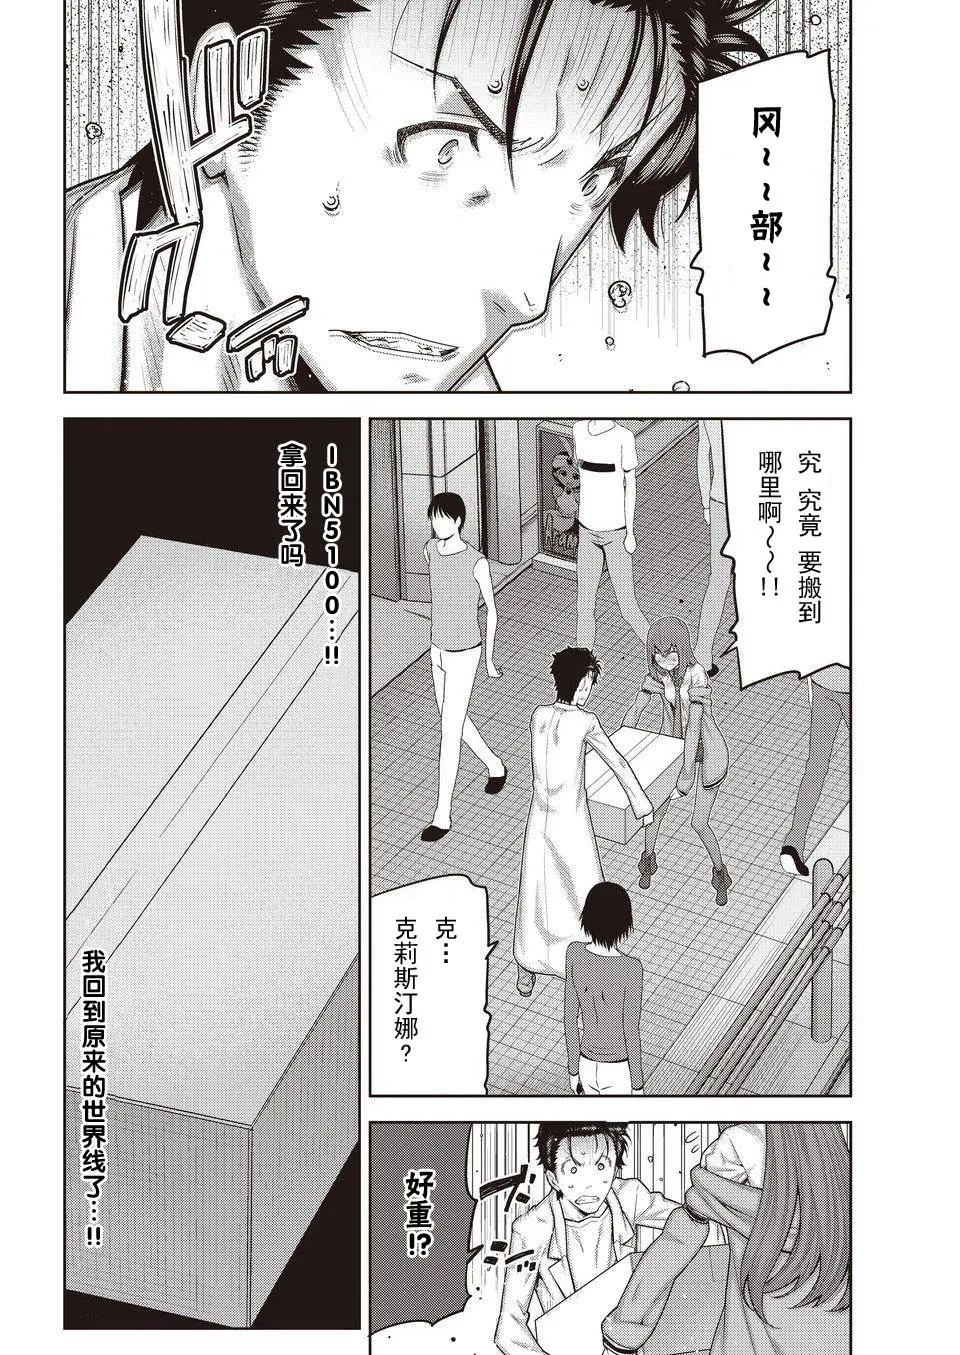 冈～部～～
究 究竟 要搬到
哪里啊～～!!
克…
克莉斯汀娜?
IBN5100…!!
拿回来了吗
我回到原来的世界线了…!!
好重!?